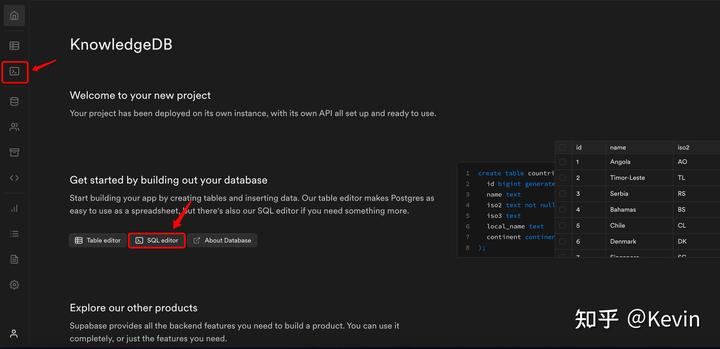 KnowledgeDB
Welcome to your new project
Your project has been deployed on its own instance, with its own API all set up and ready to use.
Get started by building out your database
Start building your app by creating tables and inserting data. Our table editor makes Postgres as
easy to use as a spreadsheet, but there's also our SQL editor if you need something more.
Table editor
SQL editor
About Database
1 create table countri
2 id bigint generate
3 name text
4 iso2 text not null
5 iso3 text
6 local_name text
7 continent continen
8 );
id name iso2
1 Angola AO
2 Timor-Leste TL
3 Serbia RS
4 Bahamas BS
5 Chile CL
6 Denmark DK
Explore our other products
Supabase provides all the backend features you need to build a product. You can use it
completely, or just the features you need.
知乎 @Kevin